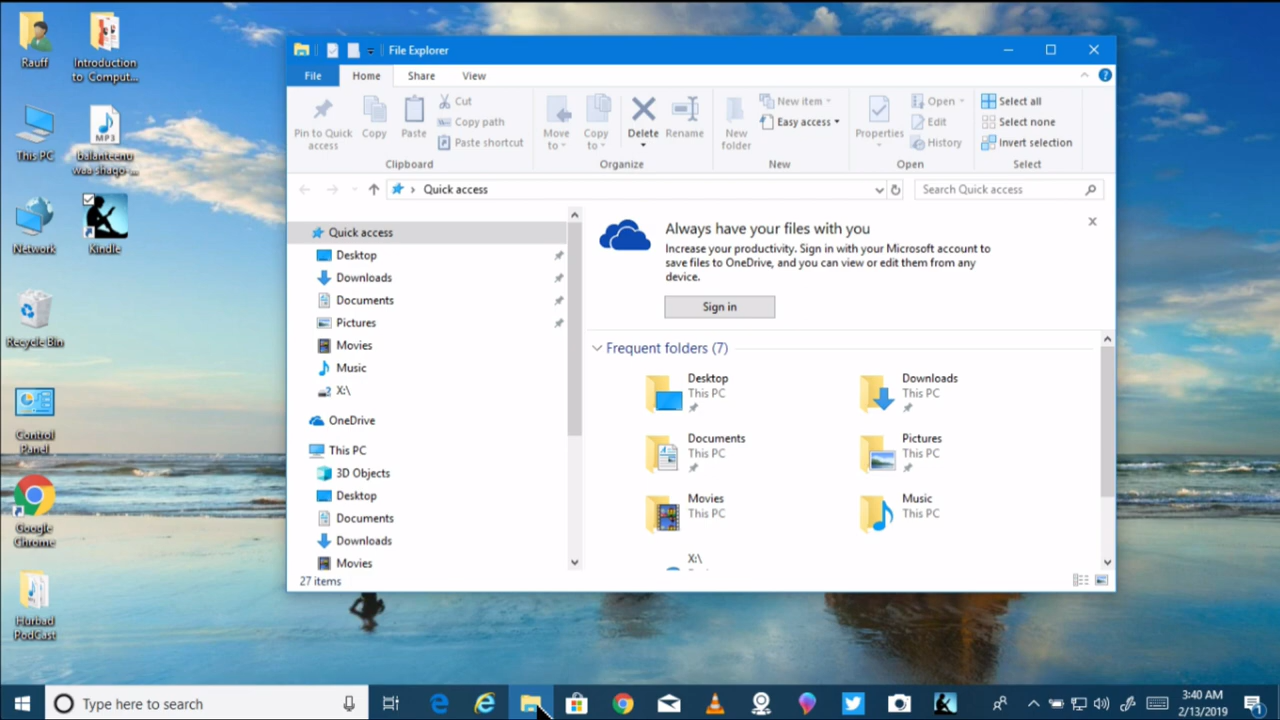 Rauff
Introduction
to Comput...
This PC
MP3
balanteenu
waa shaqo-...
Network
Kindle
Recycle Bin
Control
Panel
Google
Chrome
Hurbad
PodCast
File Explorer
File
Home
Share
View
Pin to Quick
access
Copy
Paste
Cut
Copy path
Paste shortcut
Clipboard
Move
to
Copy
to
Delete
Rename
Organize
New
folder
New item
Easy access
New
Properties
Open
Edit
History
Open
Select all
Select none
Invert selection
Select
Quick access
Search Quick access
Quick access
Desktop
Downloads
Documents
Pictures
Movies
Music
X:\
OneDrive
This PC
3D Objects
Desktop
Documents
Downloads
Movies
Always have your files with you
Increase your productivity. Sign in with your Microsoft account to
save files to OneDrive, and you can view or edit them from any
device.
Sign in
Frequent folders (7)
Desktop
This PC
Downloads
This PC
Documents
This PC
Pictures
This PC
Movies
This PC
Music
This PC
X:\
27 items
Type here to search
3:40 AM
2/13/2019
1